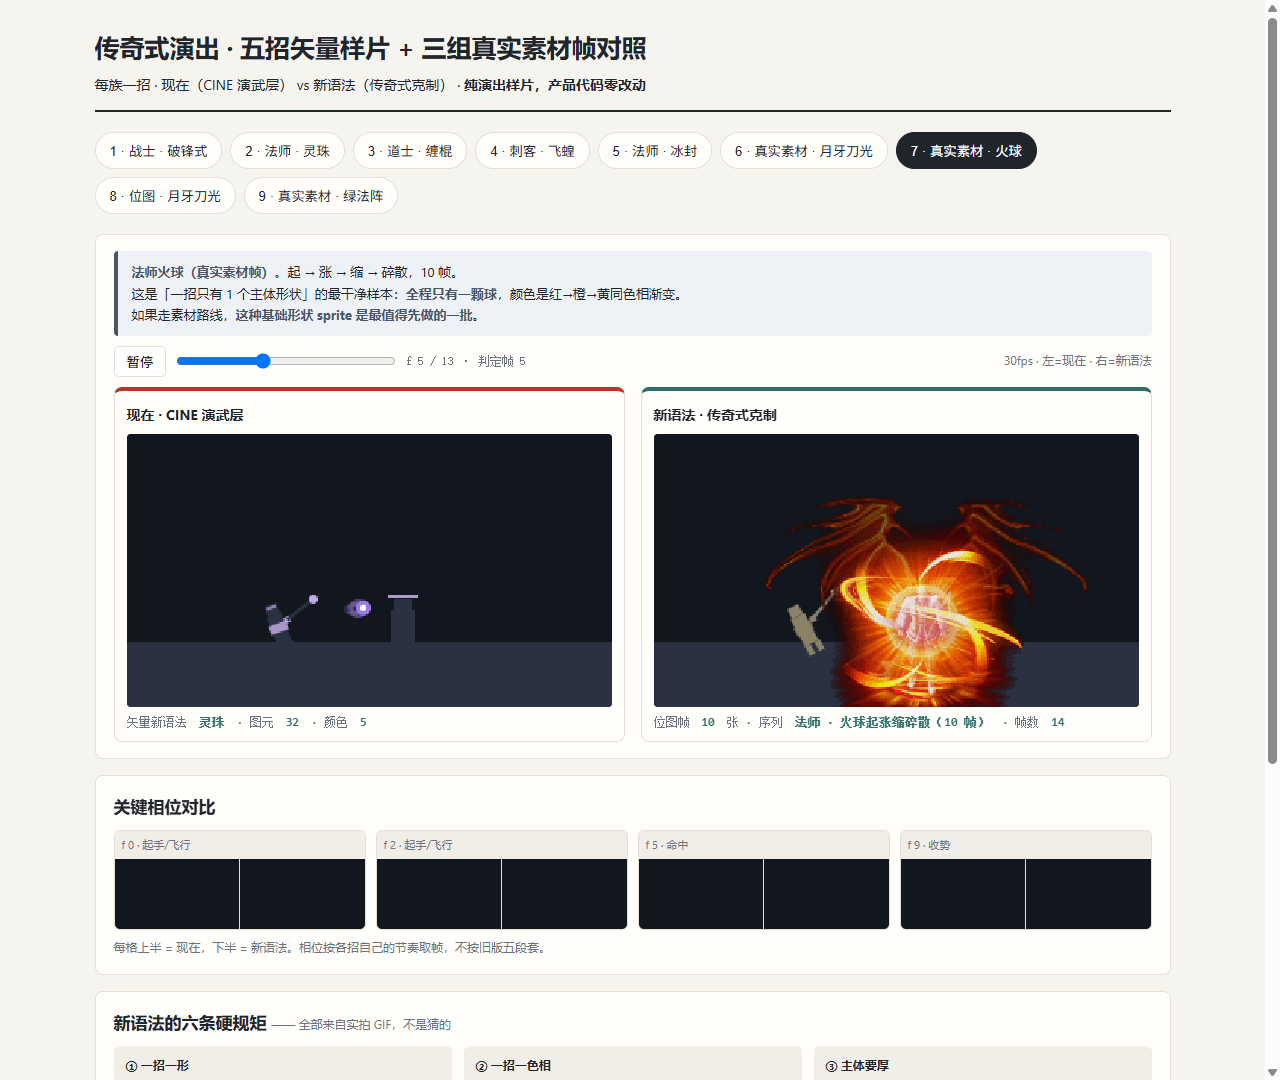 传奇式演出 · 五招矢量样片 + 三组真实素材帧对照
每族一招 · 现在（CINE 演武层） vs 新语法（传奇式克制） · 纯演出样片，产品代码零改动
1 · 战士 · 破锋式
2 · 法师 · 灵珠
3 · 道士 · 缠棍
4 · 刺客 · 飞蝗
5 · 法师 · 冰封
6 · 真实素材 · 月牙刀光
7 · 真实素材 · 火球
8 · 位图 · 月牙刀光
9 · 真实素材 · 绿法阵
法师火球（真实素材帧）。起 → 涨 → 缩 → 碎散，10 帧。
这是「一招只有 1 个主体形状」的最干净样本：全程只有一颗球，颜色是红→橙→黄同色相渐变。
如果走素材路线，这种基础形状 sprite 是最值得先做的一批。
暂停
f 5 / 13 · 判定帧 5
30fps · 左=现在 · 右=新语法
现在 · CINE 演武层
矢量新语法 灵珠 · 图元 32 · 颜色 5
新语法 · 传奇式克制
位图帧 10 张 · 序列 法师 · 火球起涨缩碎散（10 帧） · 帧数 14
关键相位对比
f 0 · 起手/飞行
f 2 · 起手/飞行
f 5 · 命中
f 9 · 收势
每格上半 = 现在，下半 = 新语法。相位按各招自己的节奏取帧，不按旧版五段套。
新语法的六条硬规矩 —— 全部来自实拍 GIF，不是猜的
① 一招一形
② 一招一色相
③ 主体要厚